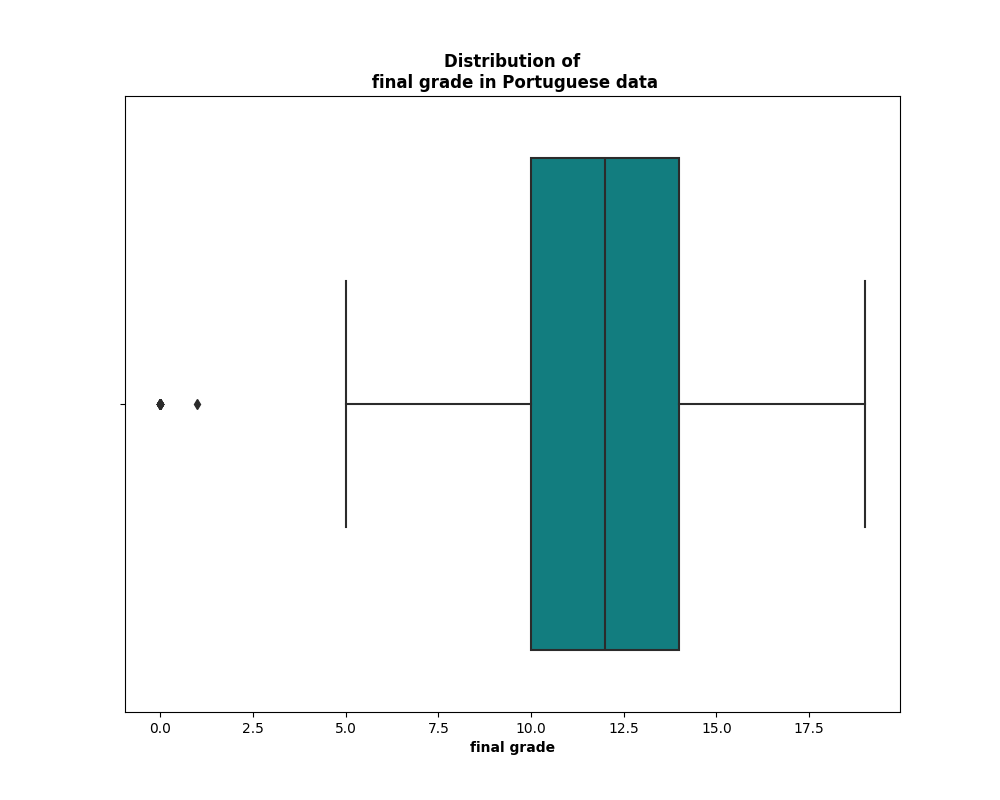 Distribution of
final grade in Portuguese data
0.0 2.5 5.0 7.5 10.0 12.5 15.0 17.5
final grade